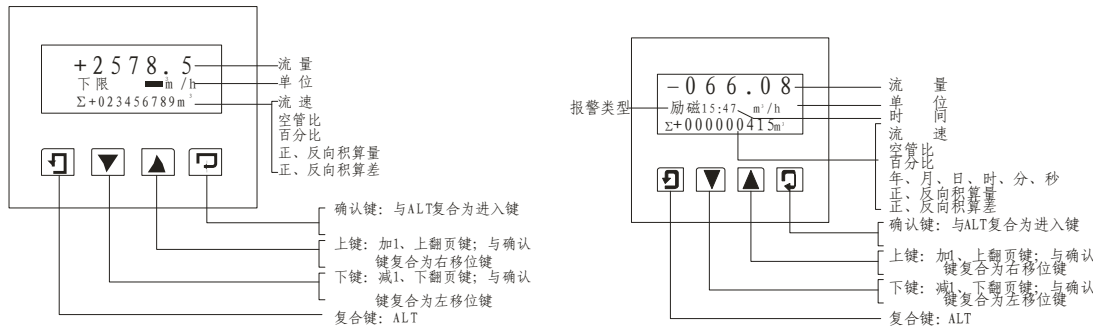 +2578.5
下限 m³/h
Σ+023456789m³
流量
单位
流速
空管比
百分比
正、反向积算量
正、反向积算差
确认键：与ALT复合为进入键
上键：加1、上翻页键；与确认
键复合为右移位键
下键：减1、下翻页键；与确认
键复合为左移位键
复合键：ALT
报警类型
-066.08
励磁15:47 m³/h
Σ+000000415m³
流量
单位
时间
流速
空管比
百分比
年、月、日、时、分、秒
正、反向积算量
正、反向积算差
确认键：与ALT复合为进入键
上键：加1、上翻页键；与确认
键复合为右移位键
下键：减1、下翻页键；与确认
键复合为左移位键
复合键：ALT